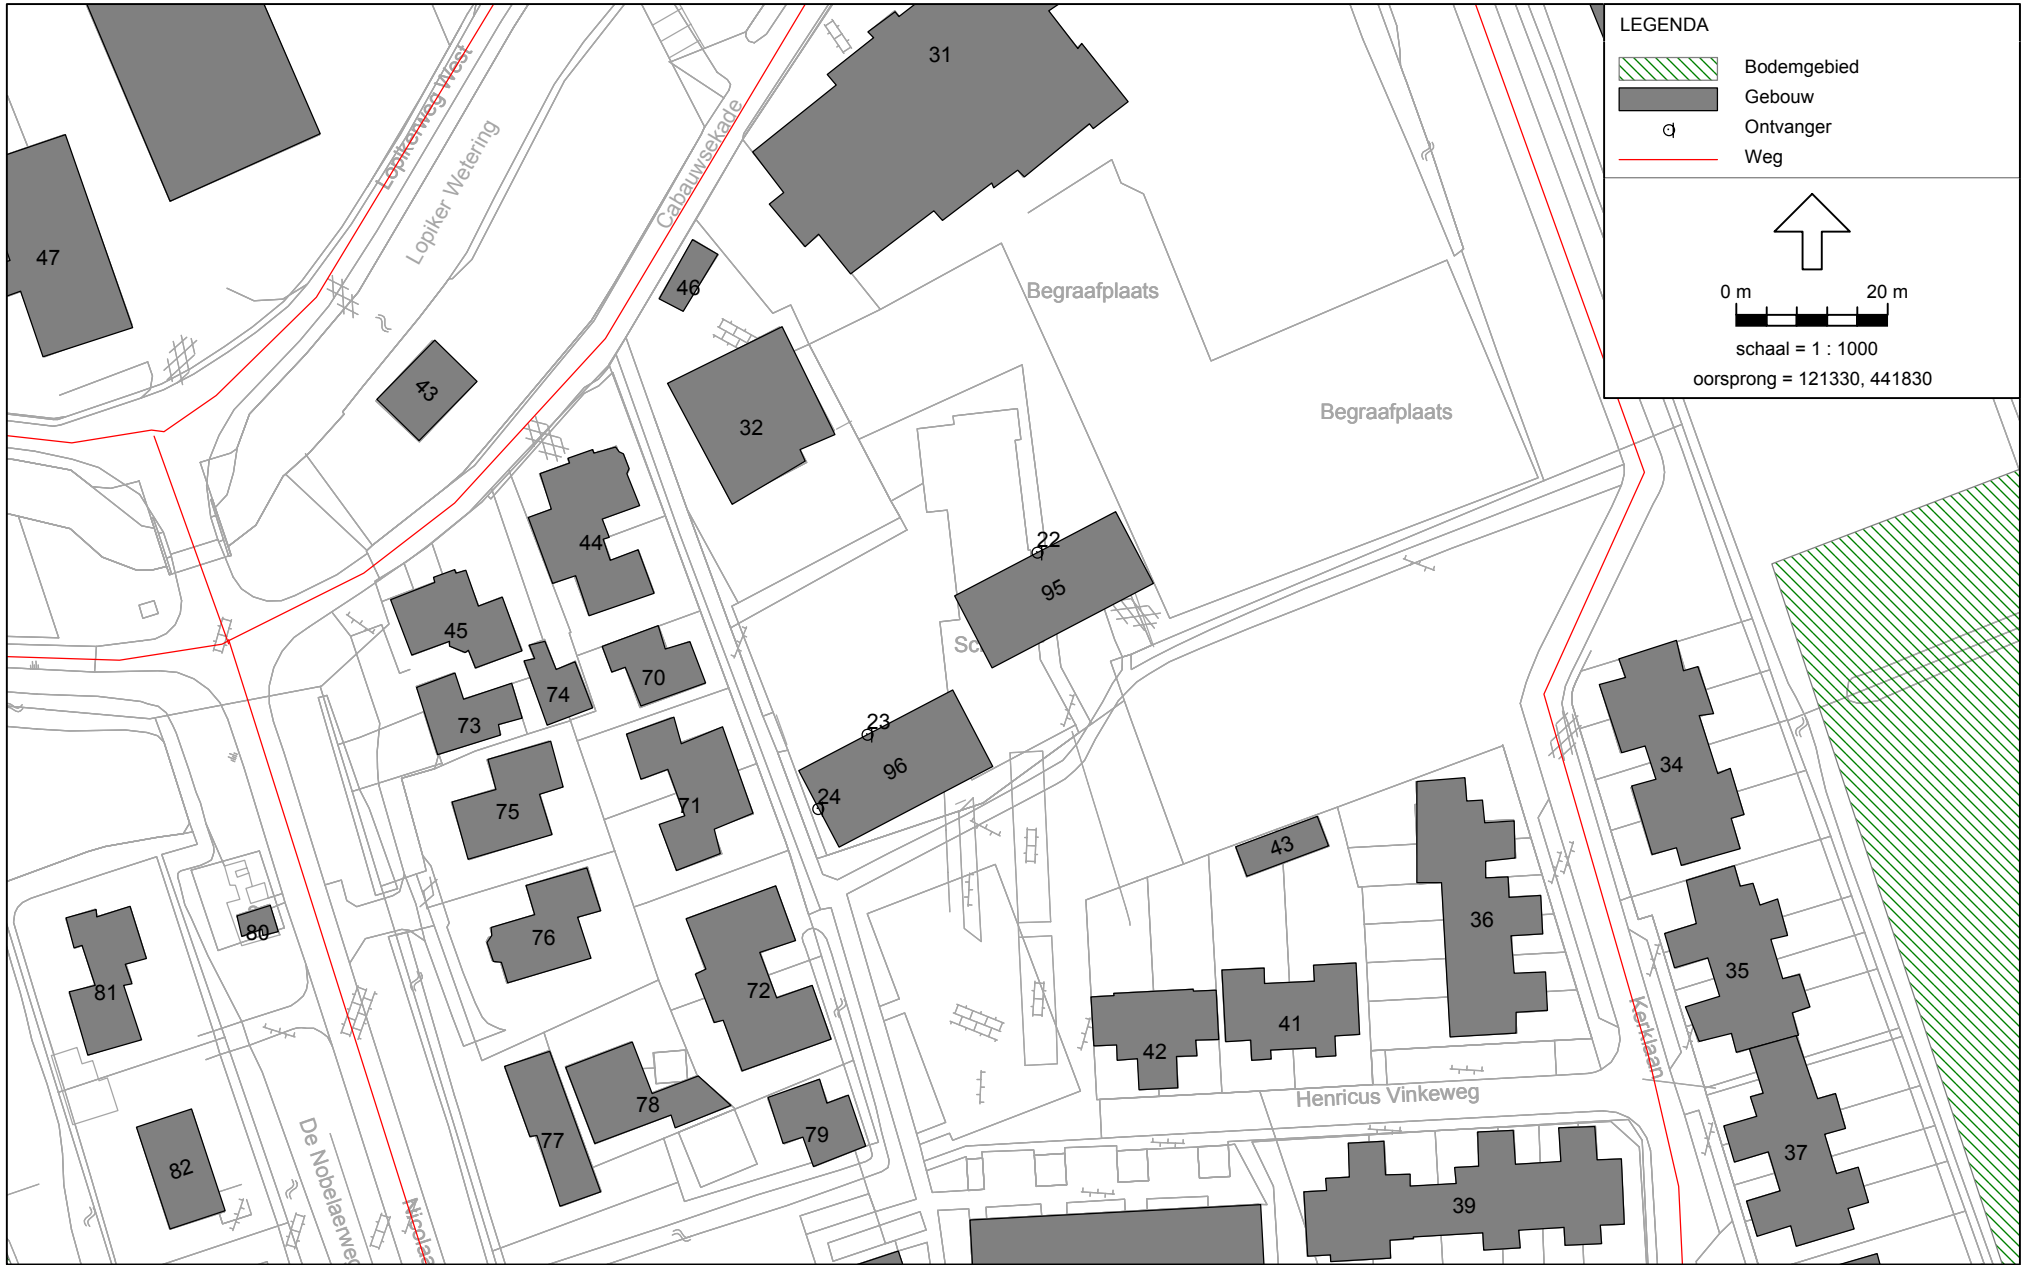 LEGENDA
Bodemgebied
Gebouw
Ontvanger
Weg
0 m 20 m
schaal = 1 : 1000
oorsprong = 121330, 441830
31
Lopikerweg West
Lopiker Wetering
Cabauwsekade
47
46
Begraafplaats
43
32
Begraafplaats
44
22
95
45
70
74
73
23
96
24
75
71
34
43
36
76
80
81
72
35
41
42
Kerklaan
Henricus Vinkeweg
78
77
79
82
De Nobelaerweg
37
39